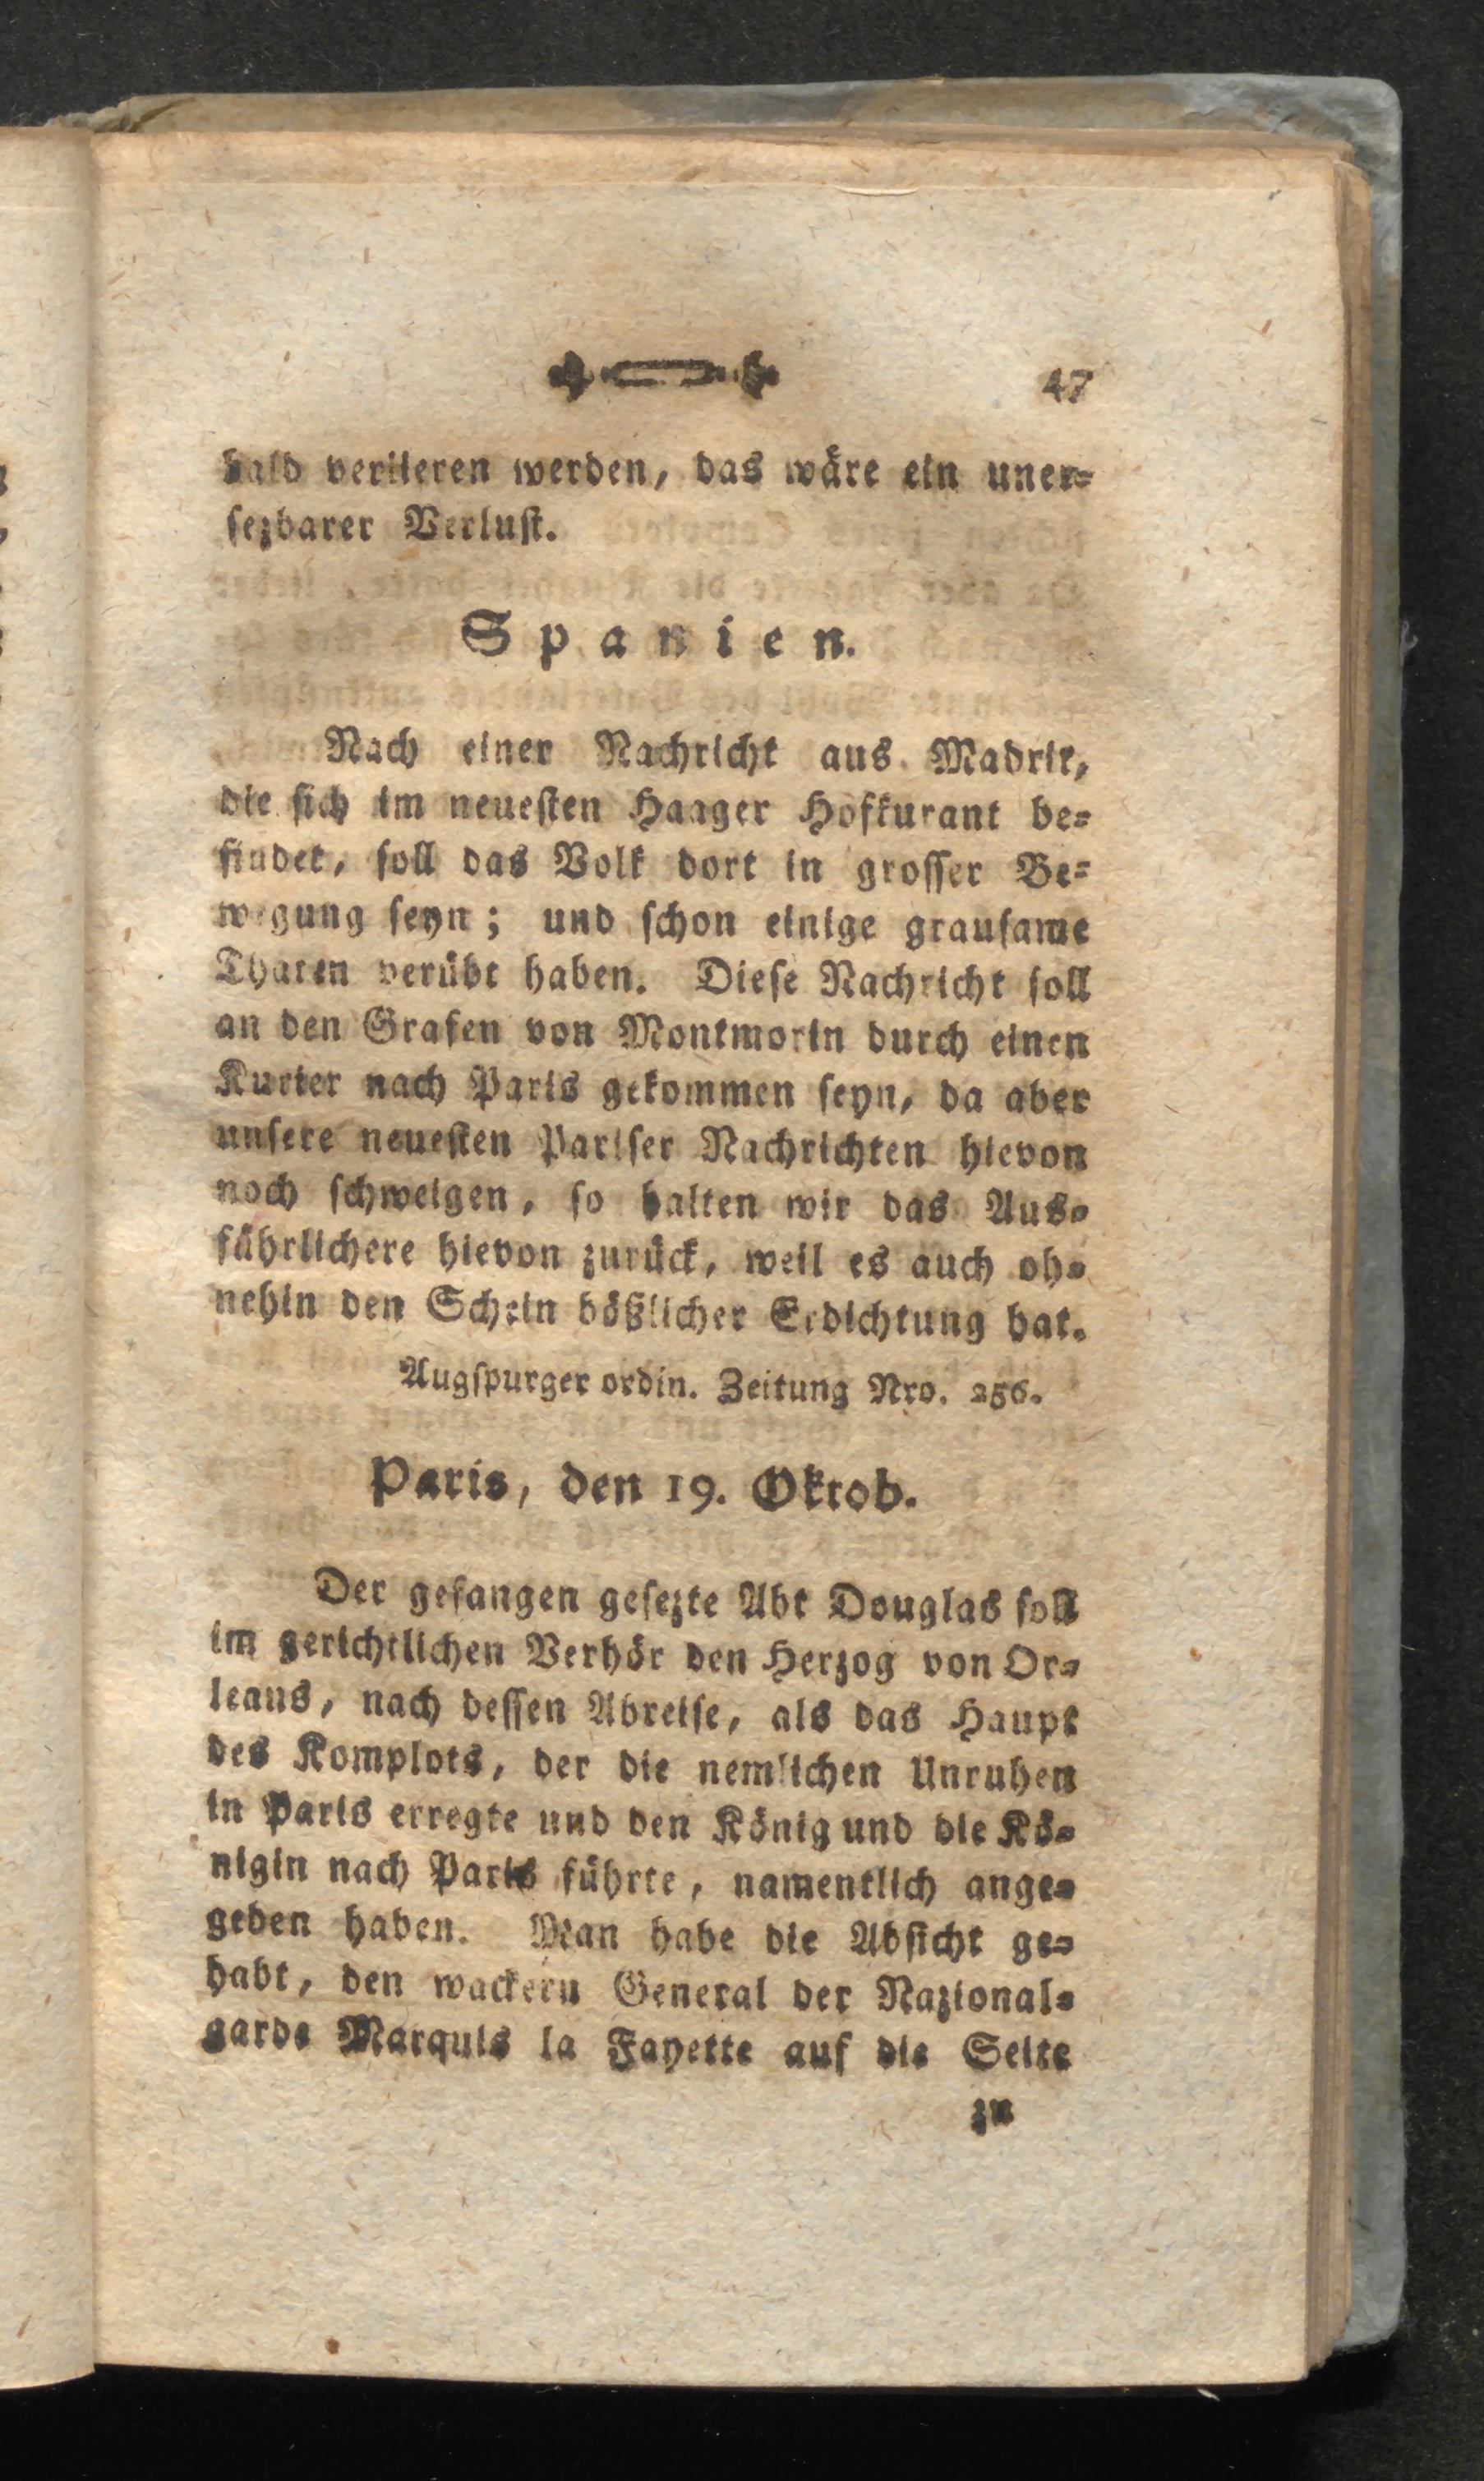 47
bald verlieren werden, das wäre ein uner=
sezbarer Verlust.
Spanien.
Nach einer Nachricht aus Madrit,
die sich im neuesten Haager Hofkurant be=
findet, soll das Volk dort in grosser Be=
wegung seyn; und schon einige grausame
Thaten verübt haben. Diese Nachricht soll
an den Grafen von Montmorin durch einen
Kurier nach Paris gekommen seyn, da aber
unsere neuesten Pariser Nachrichten hievon
noch schweigen, so halten wir das Aus=
führlichere hievon zurück, weil es auch oh=
nehin den Schein bößlicher Erdichtung hat.
Augspurger ordin. Zeitung Nro. 256.
Paris, den 19. Oktob.
Der gefangen gesezte Abt Douglas soll
im gerichtlichen Verhör den Herzog von Or=
leans, nach dessen Abreise, als das Haupt
des Komplots, der die nemlichen Unruhen
in Paris erregte und den König und die Kö=
nigin nach Paris führte, namentlich ange=
geben haben. Man habe die Absicht ge=
habt, den wackern General der Nazional=
garde Marquis la Fayette auf die Seite
zu